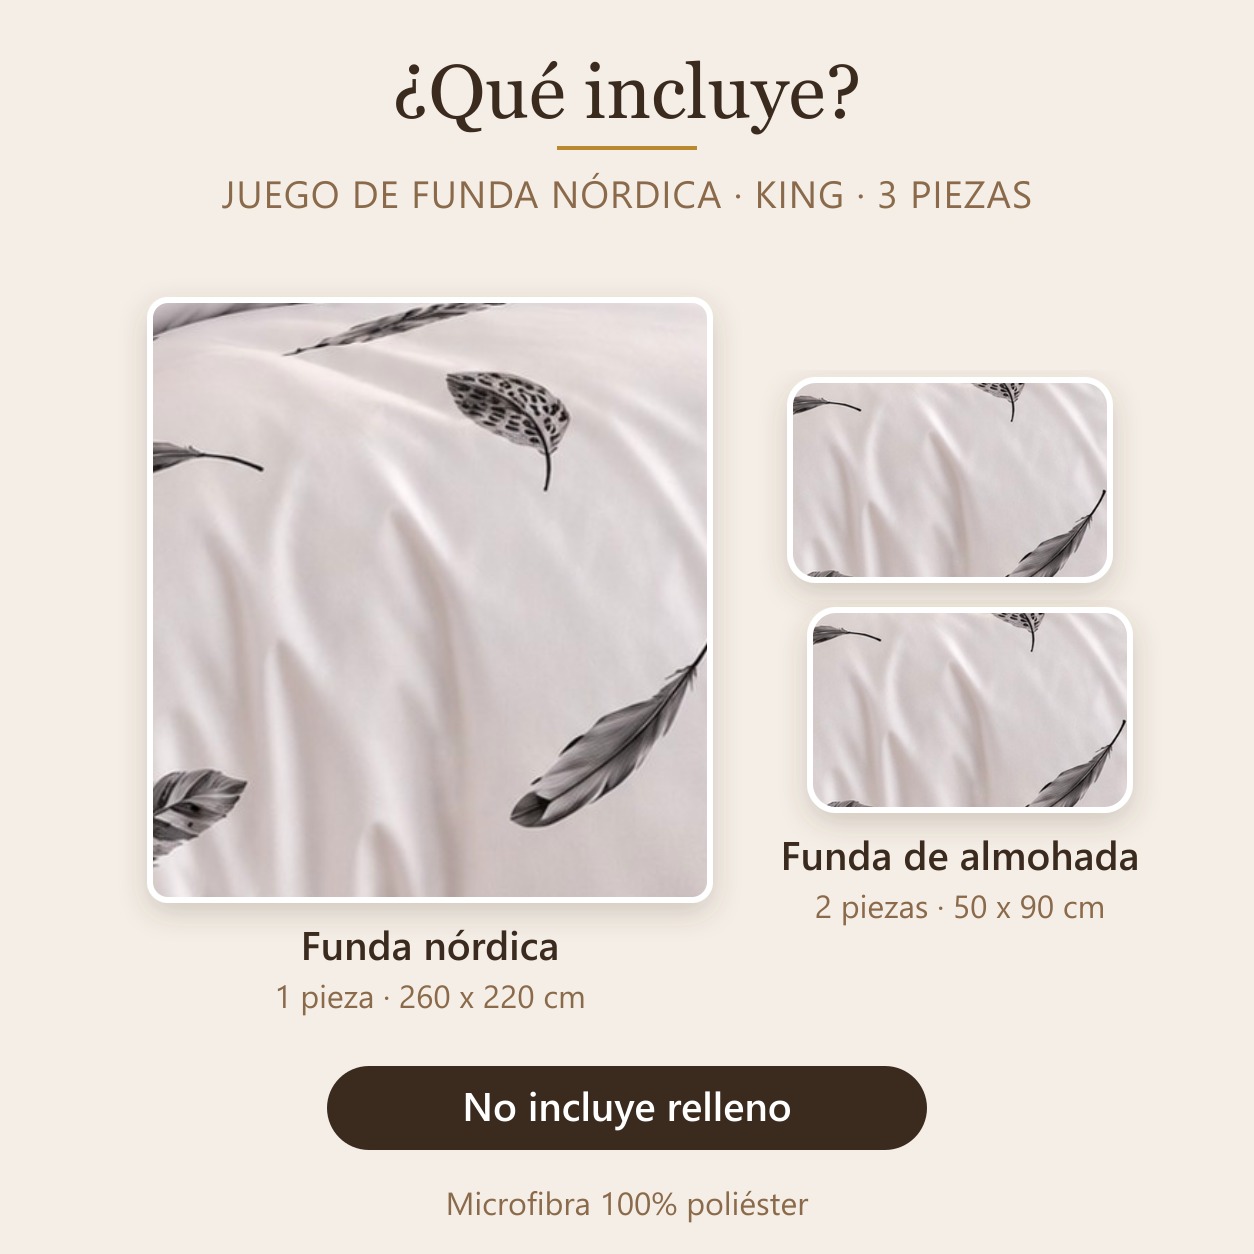 ¿Qué incluye?
JUEGO DE FUNDA NÓRDICA · KING · 3 PIEZAS
Funda de almohada
2 piezas · 50 x 90 cm
Funda nórdica
1 pieza · 260 x 220 cm
No incluye relleno
Microfibra 100% poliéster